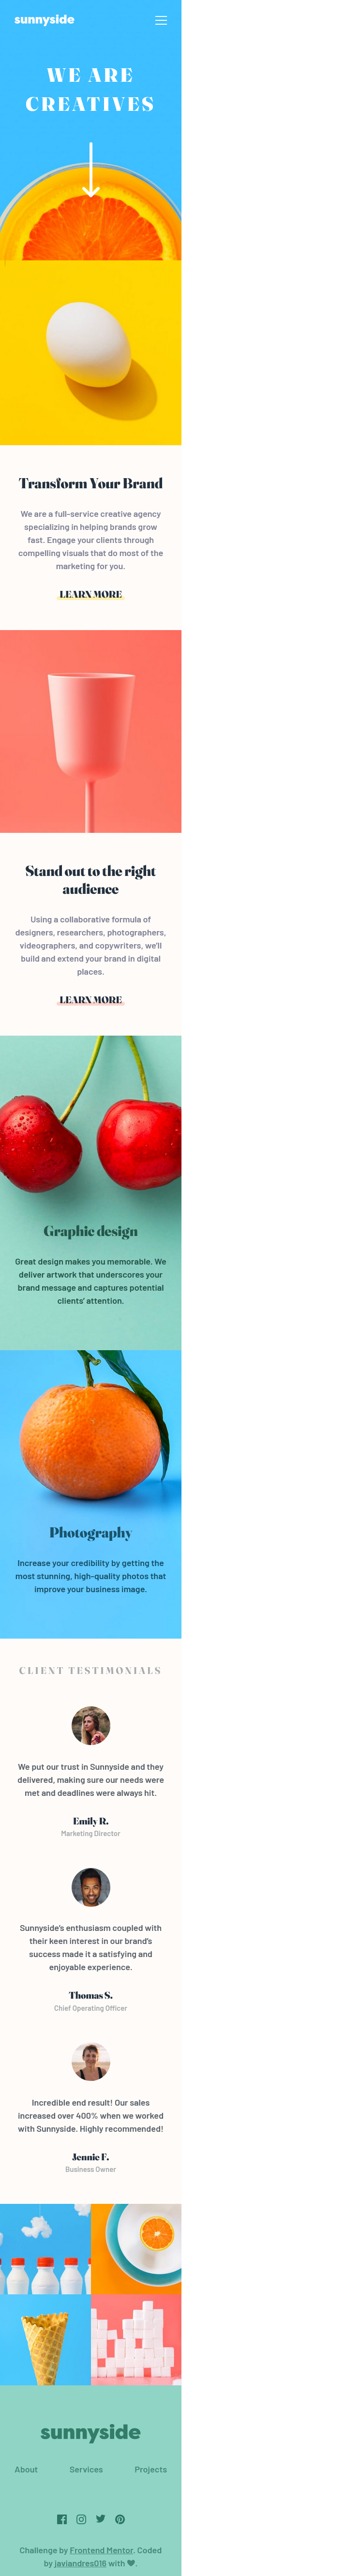 sunnyside
WE ARE
CREATIVES
Transform Your Brand
We are a full-service creative agency
specializing in helping brands grow
fast. Engage your clients through
compelling visuals that do most of the
marketing for you.
LEARN MORE
Stand out to the right
audience
Using a collaborative formula of
designers, researchers, photographers,
videographers, and copywriters, we'll
build and extend your brand in digital
places.
LEARN MORE
Graphic design
Great design makes you memorable. We
deliver artwork that underscores your
brand message and captures potential
clients' attention.
Photography
Increase your credibility by getting the
most stunning, high-quality photos that
improve your business image.
CLIENT TESTIMONIALS
We put our trust in Sunnyside and they
delivered, making sure our needs were
met and deadlines were always hit.
Emily R.
Marketing Director
Sunnyside's enthusiasm coupled with
their keen interest in our brand's
success made it a satisfying and
enjoyable experience.
Thomas S.
Chief Operating Officer
Incredible end result! Our sales
increased over 400% when we worked
with Sunnyside. Highly recommended!
Jennie F.
Business Owner
sunnyside
About Services Projects
Challenge by Frontend Mentor. Coded
by javiandres016 with ♥.